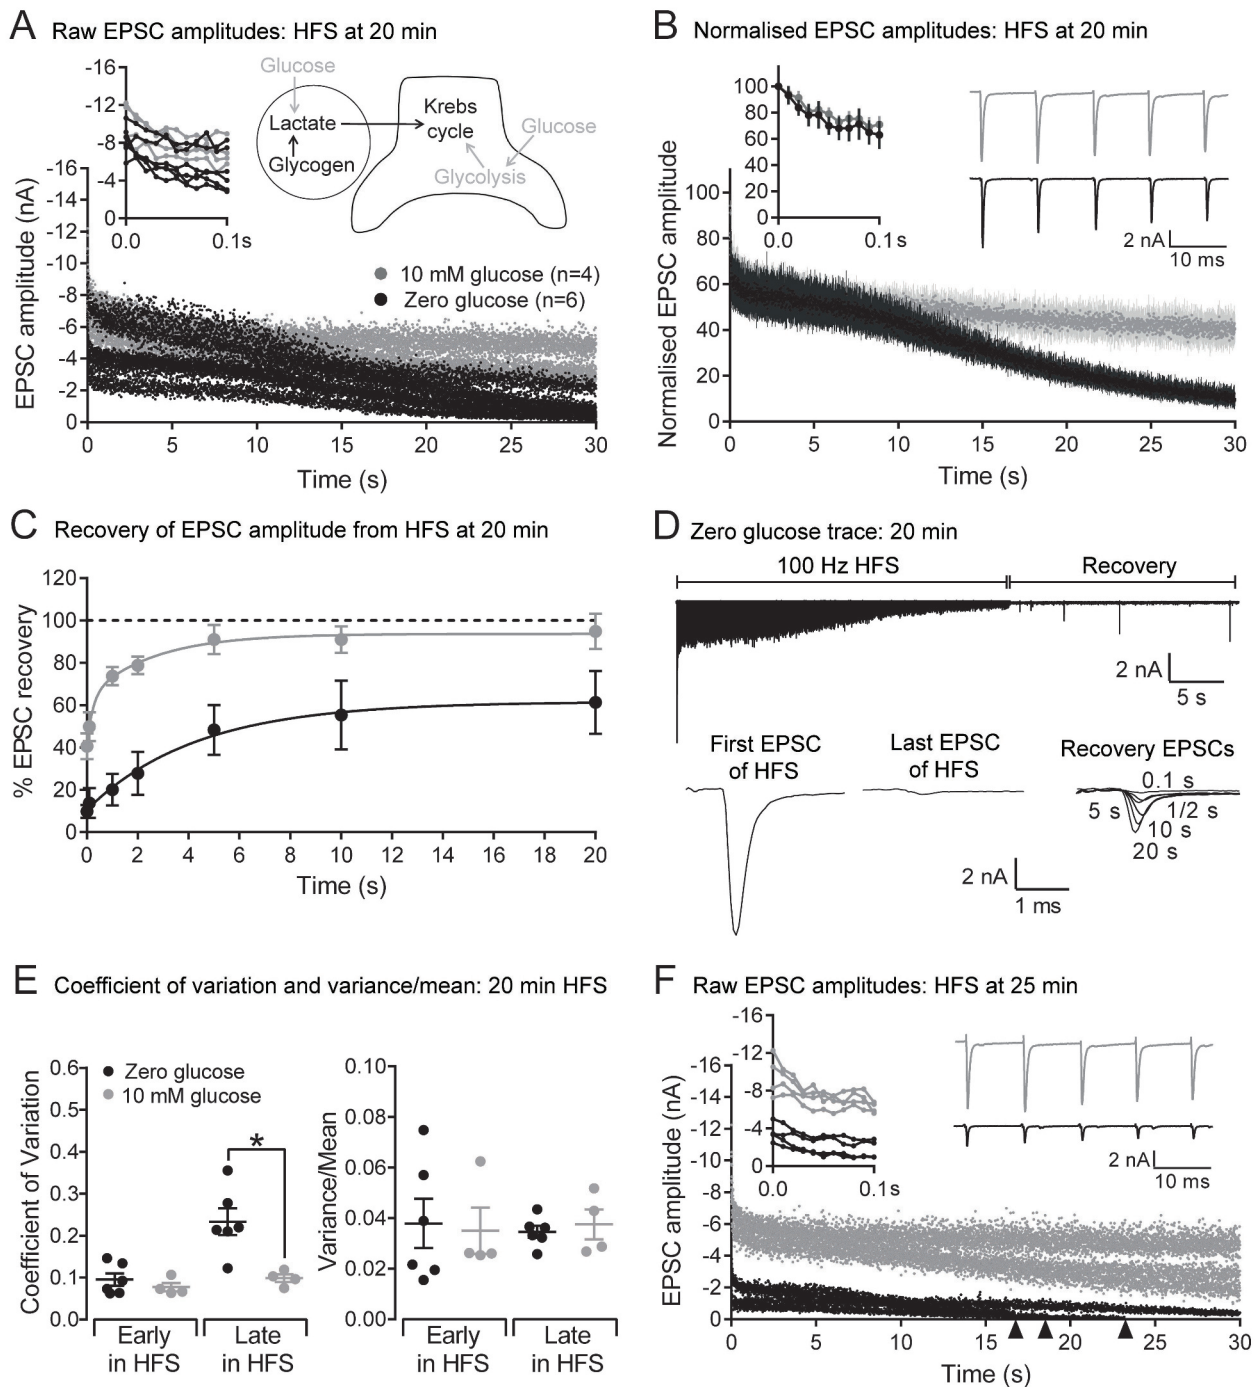 A Raw EPSC amplitudes: HFS at 20 min
-16
-12
-8
-4
0
0.0 0.1s
Glucose
Lactate
Glycogen
Krebs
cycle
Glucose
Glycolysis
EPSC amplitude (nA)
-16
-14
-12
-10
-8
-6
-4
-2
0
10 mM glucose (n=4)
Zero glucose (n=6)
0 5 10 15 20 25 30
Time (s)
B Normalised EPSC amplitudes: HFS at 20 min
100
80
60
40
20
0
0.0 0.1s
2 nA
10 ms
Normalised EPSC amplitude
100
80
60
40
20
0
0 5 10 15 20 25 30
Time (s)
C Recovery of EPSC amplitude from HFS at 20 min
% EPSC recovery
120
100
80
60
40
20
0
0 2 4 6 8 10 12 14 16 18 20
Time (s)
D Zero glucose trace: 20 min
100 Hz HFS Recovery
2 nA
5 s
First EPSC
of HFS
Last EPSC
of HFS
Recovery EPSCs
0.1 s
5 s 1/2 s
10 s
20 s
2 nA
1 ms
E Coefficient of variation and variance/mean: 20 min HFS
Coefficient of Variation
0.6
0.5
0.4
0.3
0.2
0.1
0.0
Zero glucose
10 mM glucose
*
Early
in HFS
Late
in HFS
Variance/Mean
0.10
0.08
0.06
0.04
0.02
0.00
Early
in HFS
Late
in HFS
F Raw EPSC amplitudes: HFS at 25 min
-16
-12
-8
-4
0
0.0 0.1s
2 nA
10 ms
EPSC amplitude (nA)
-16
-14
-12
-10
-8
-6
-4
-2
0
0 5 10 15 20 25 30
Time (s)